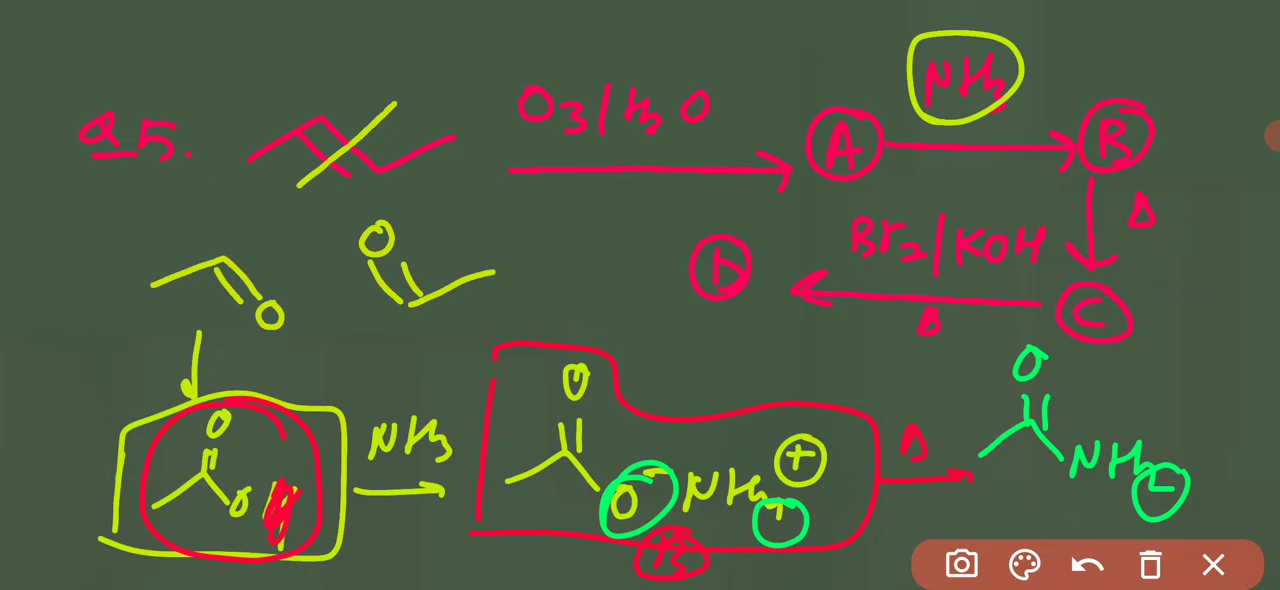 Q5.
O3/H2O
A
NH3
B
Δ
Br2/KOH
Δ
C
D
O
O
O
O
NH3
O
O⁻ NH4 +
B
Δ
O
NH2